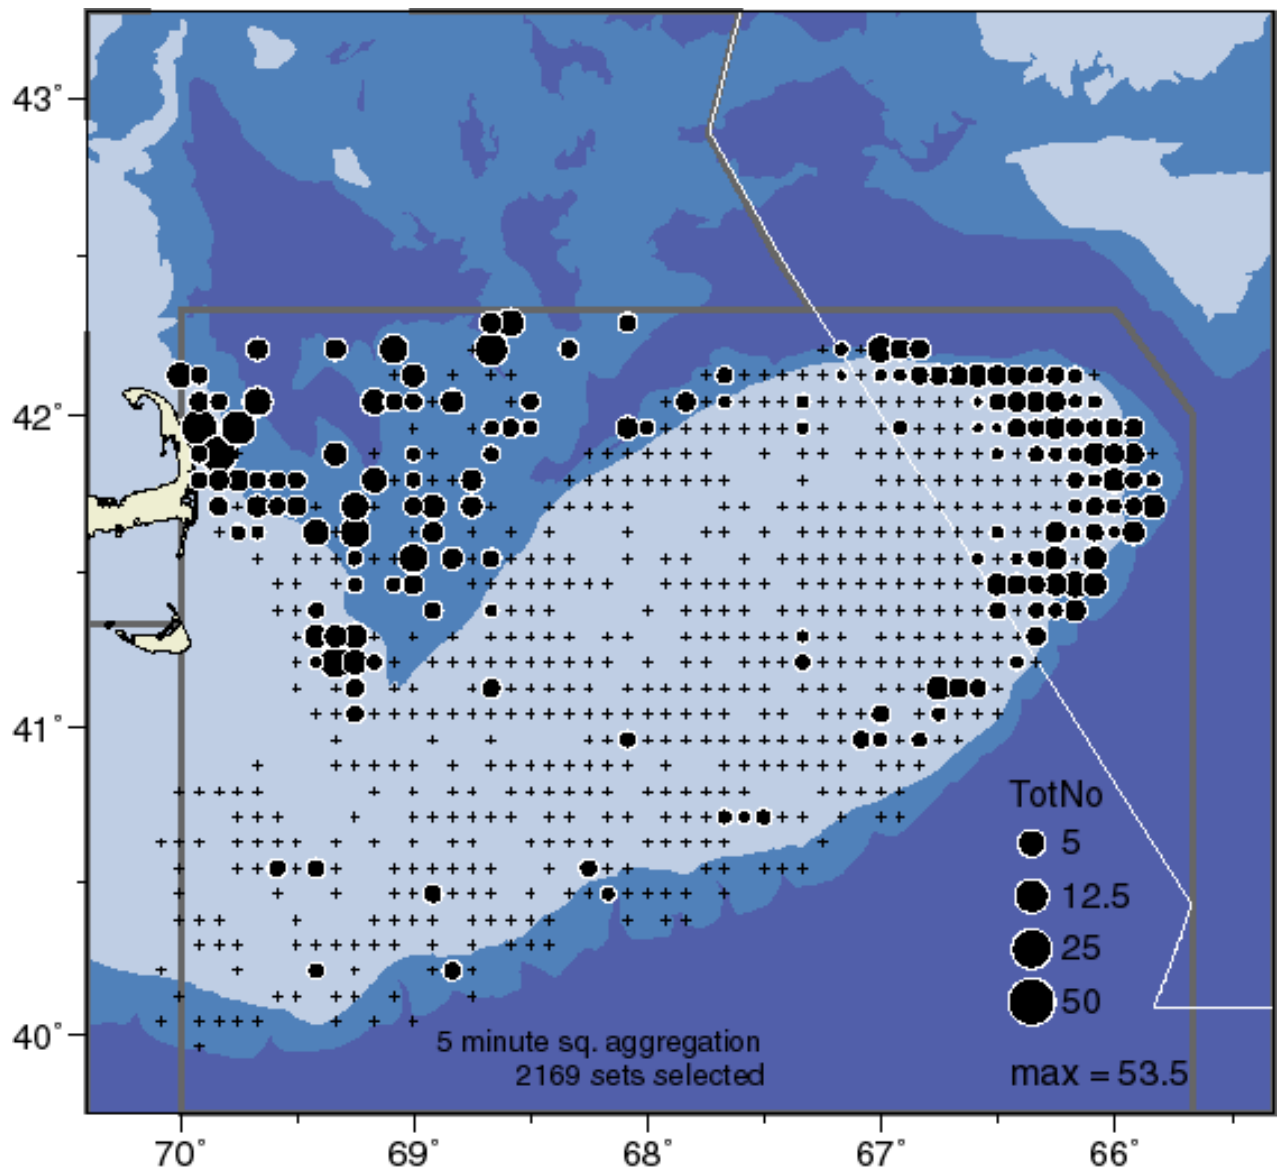 43°
42°
41°
40°
TotNo
5
12.5
25
50
5 minute sq. aggregation
2169 sets selected
max = 53.5
70° 69° 68° 67° 66°